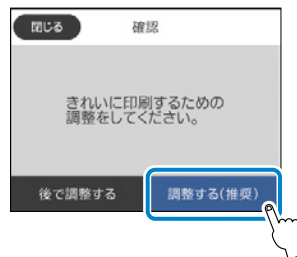 閉じる
確認
きれいに印刷するための
調整をしてください。
後で調整する
調整する(推奨)